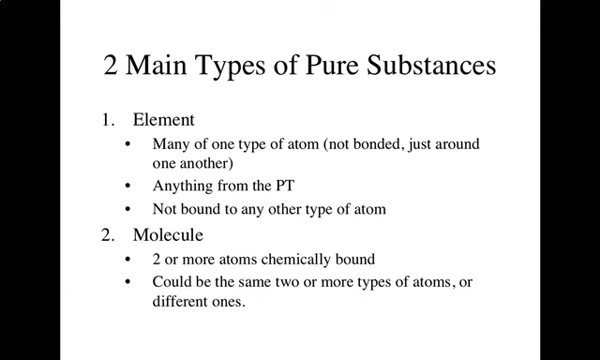 2 Main Types of Pure Substances
1. Element
• Many of one type of atom (not bonded, just around
one another)
• Anything from the PT
• Not bound to any other type of atom
2. Molecule
• 2 or more atoms chemically bound
• Could be the same two or more types of atoms, or
different ones.